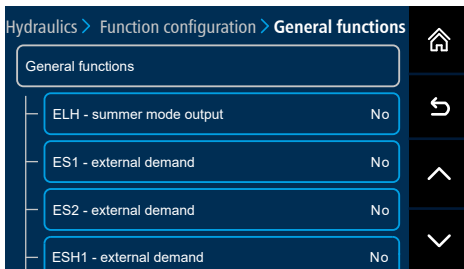 Hydraulics > Function configuration > General functions
General functions
ELH - summer mode output No
ES1 - external demand No
ES2 - external demand No
ESH1 - external demand No